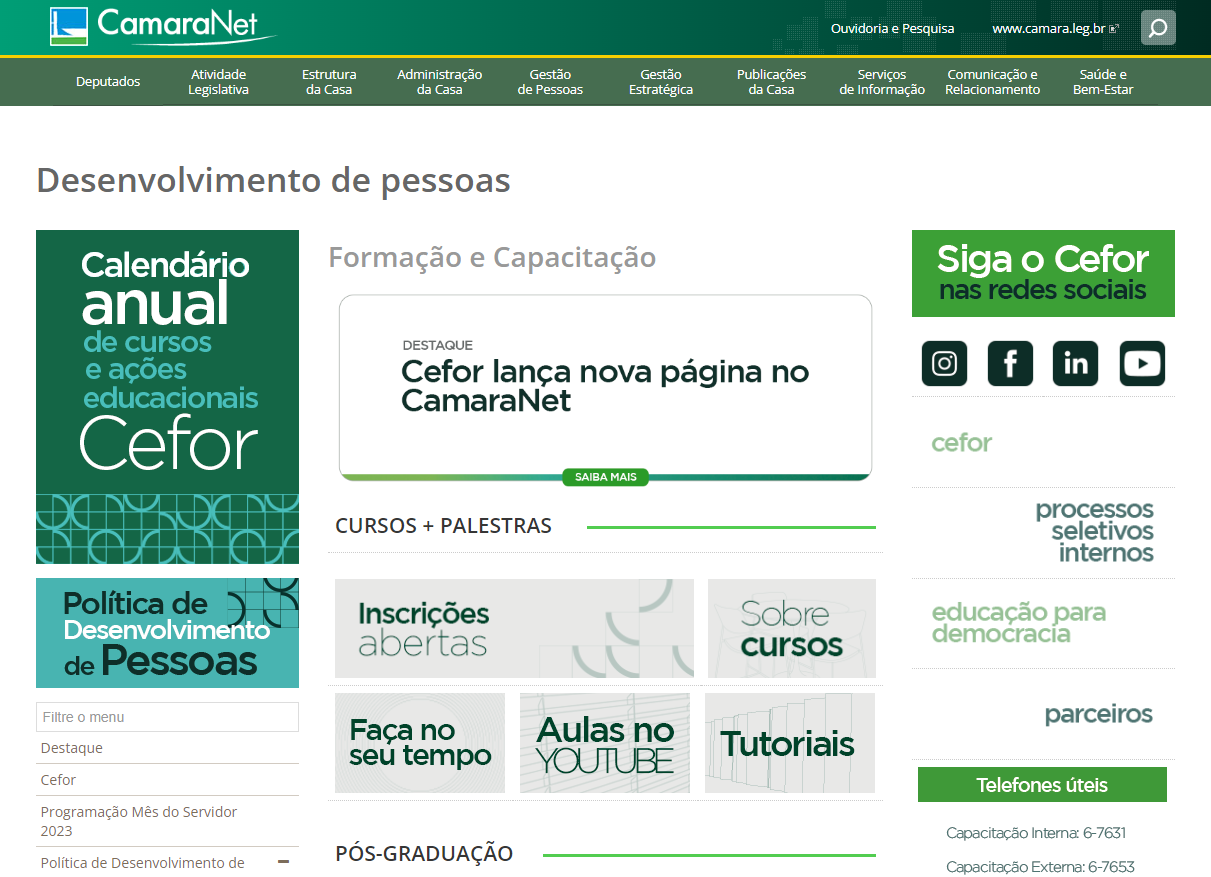 CamaraNet
Ouvidoria e Pesquisa
www.camara.leg.br
Deputados
Atividade
Legislativa
Estrutura
da Casa
Administração
da Casa
Gestão
de Pessoas
Gestão
Estratégica
Publicações
da Casa
Serviços
de Informação
Comunicação e
Relacionamento
Saúde e
Bem-Estar
Desenvolvimento de pessoas
Calendário
anual
de cursos
e ações
educacionais
Cefor
Política de
Desenvolvimento
de Pessoas
Filtre o menu
Destaque
Cefor
Programação Mês do Servidor
2023
Política de Desenvolvimento de
Formação e Capacitação
DESTAQUE
Cefor lança nova página no
CamaraNet
SAIBA MAIS
CURSOS + PALESTRAS
Inscrições
abertas
Sobre
cursos
Faça no
seu tempo
Aulas no
YOUTUBE
Tutoriais
PÓS-GRADUAÇÃO
Siga o Cefor
nas redes sociais
cefor
processos
seletivos
internos
educação para
democracia
parceiros
Telefones úteis
Capacitação Interna: 6-7631
Capacitação Externa: 6-7653